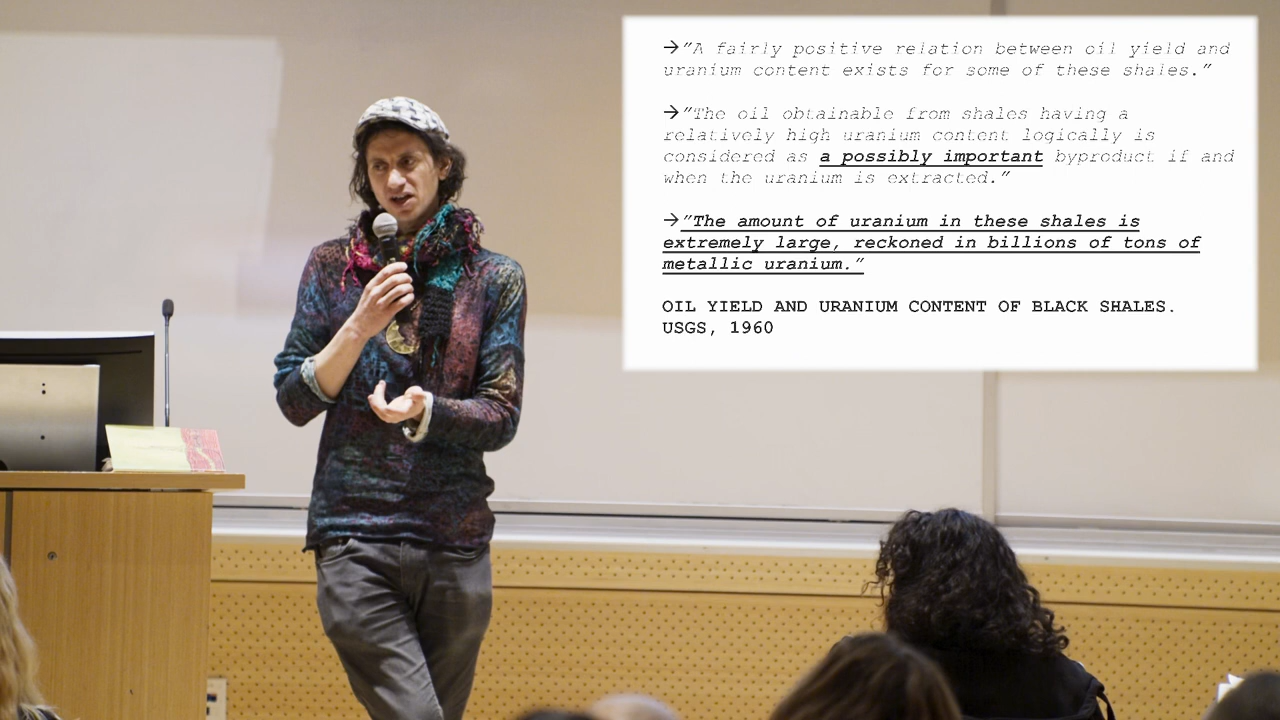 →"A fairly positive relation between oil yield and
uranium content exists for some of these shales."
→"The oil obtainable from shales having a
relatively high uranium content logically is
considered as a possibly important byproduct if and
when the uranium is extracted."
→"The amount of uranium in these shales is
extremely large, reckoned in billions of tons of
metallic uranium."
OIL YIELD AND URANIUM CONTENT OF BLACK SHALES.
USGS, 1960